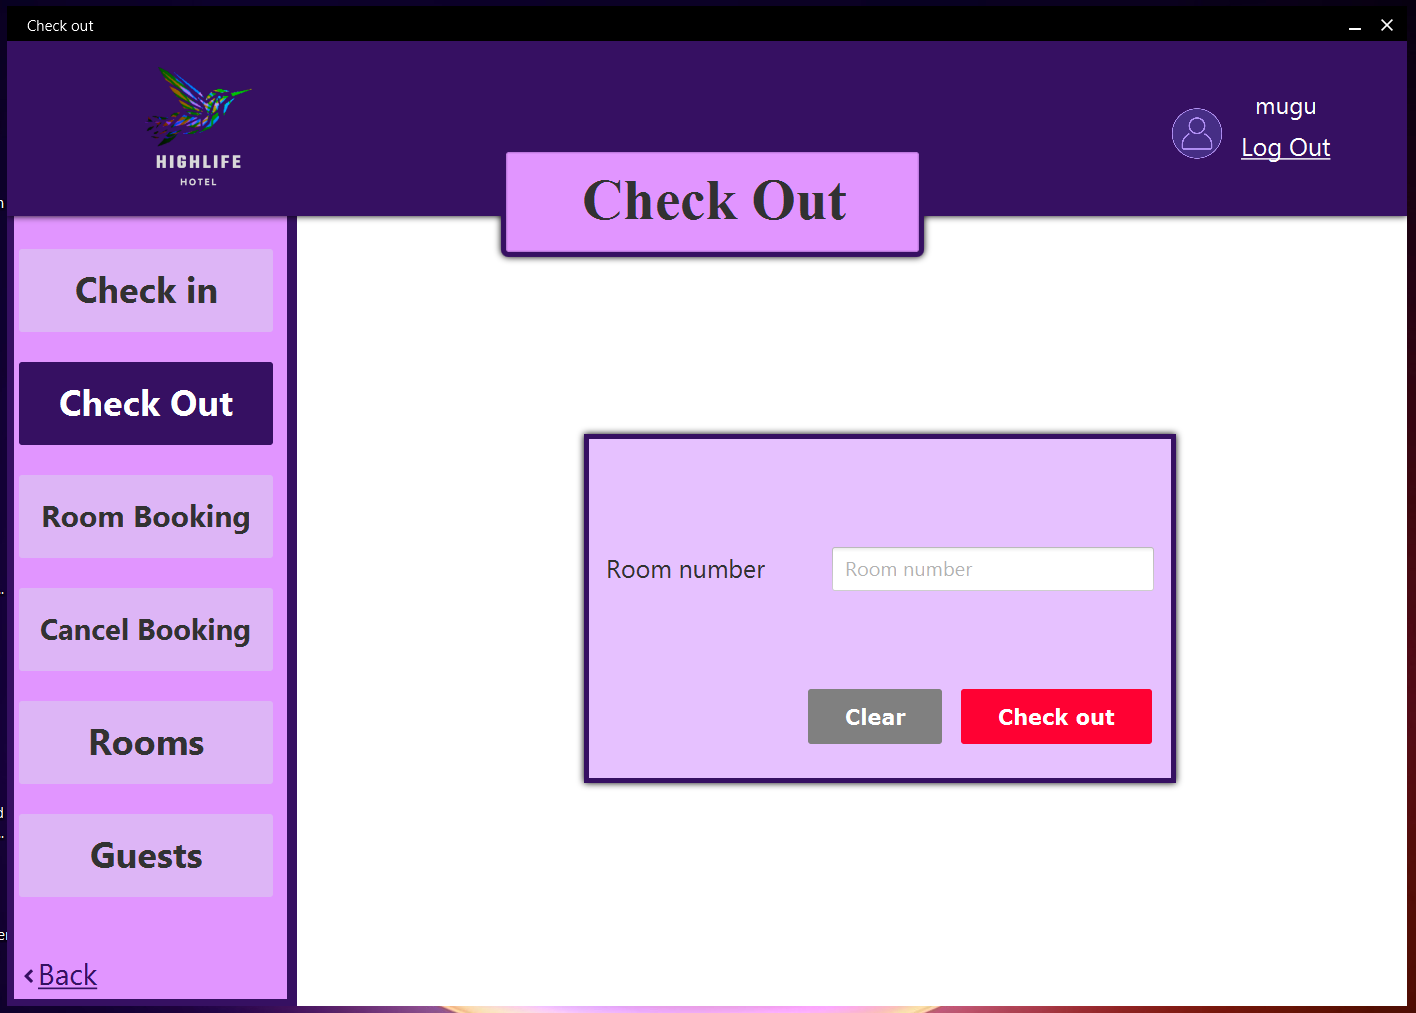 Check out
HIGHLIFE
HOTEL
mugu
Log Out
Check Out
Check in
Check Out
Room Booking
Cancel Booking
Rooms
Guests
Back
Room number
Room number
Clear
Check out